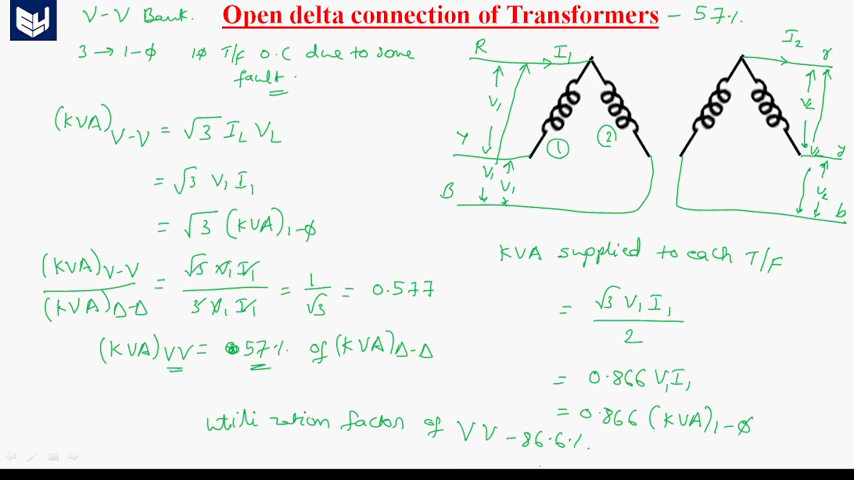 V-V Bank.
Open delta connection of Transformers - 57%
3 → 1-ϕ 1ϕ T/F O.C due to some
fault.
(KVA)V-V = √3 IL VL
= √3 V1 I1
= √3 (KVA)1-ϕ
(KVA)V-V / (KVA)Δ-Δ = √3 V1 I1 / 3 V1 I1 = 1/√3 = 0.577
(KVA)VV = 57% of (KVA)Δ-Δ
R I1
V1
Y
V1 V1
B
1 2
I2 r
V2
V2 y
V2
b
KVA supplied to each T/F
= √3 V1 I1 / 2
= 0.866 V1 I1
= 0.866 (KVA)1-ϕ
utilization factor of VV - 86.6%.